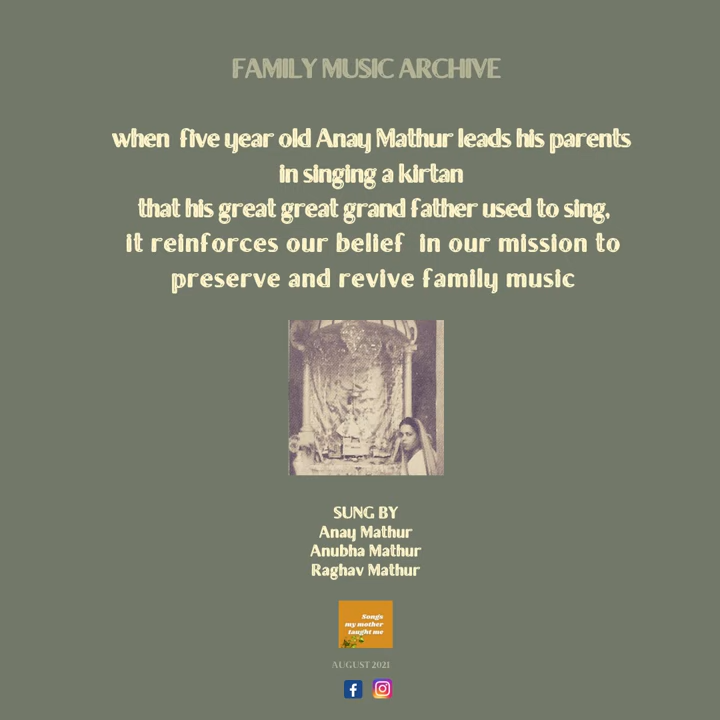 FAMILY MUSIC ARCHIVE
when five year old Anay Mathur leads his parents
in singing a kirtan
that his great great grand father used to sing,
it reinforces our belief in our mission to
preserve and revive family music
SUNG BY
Anay Mathur
Anubha Mathur
Raghav Mathur
Songs
my mother
taught me
AUGUST 2021